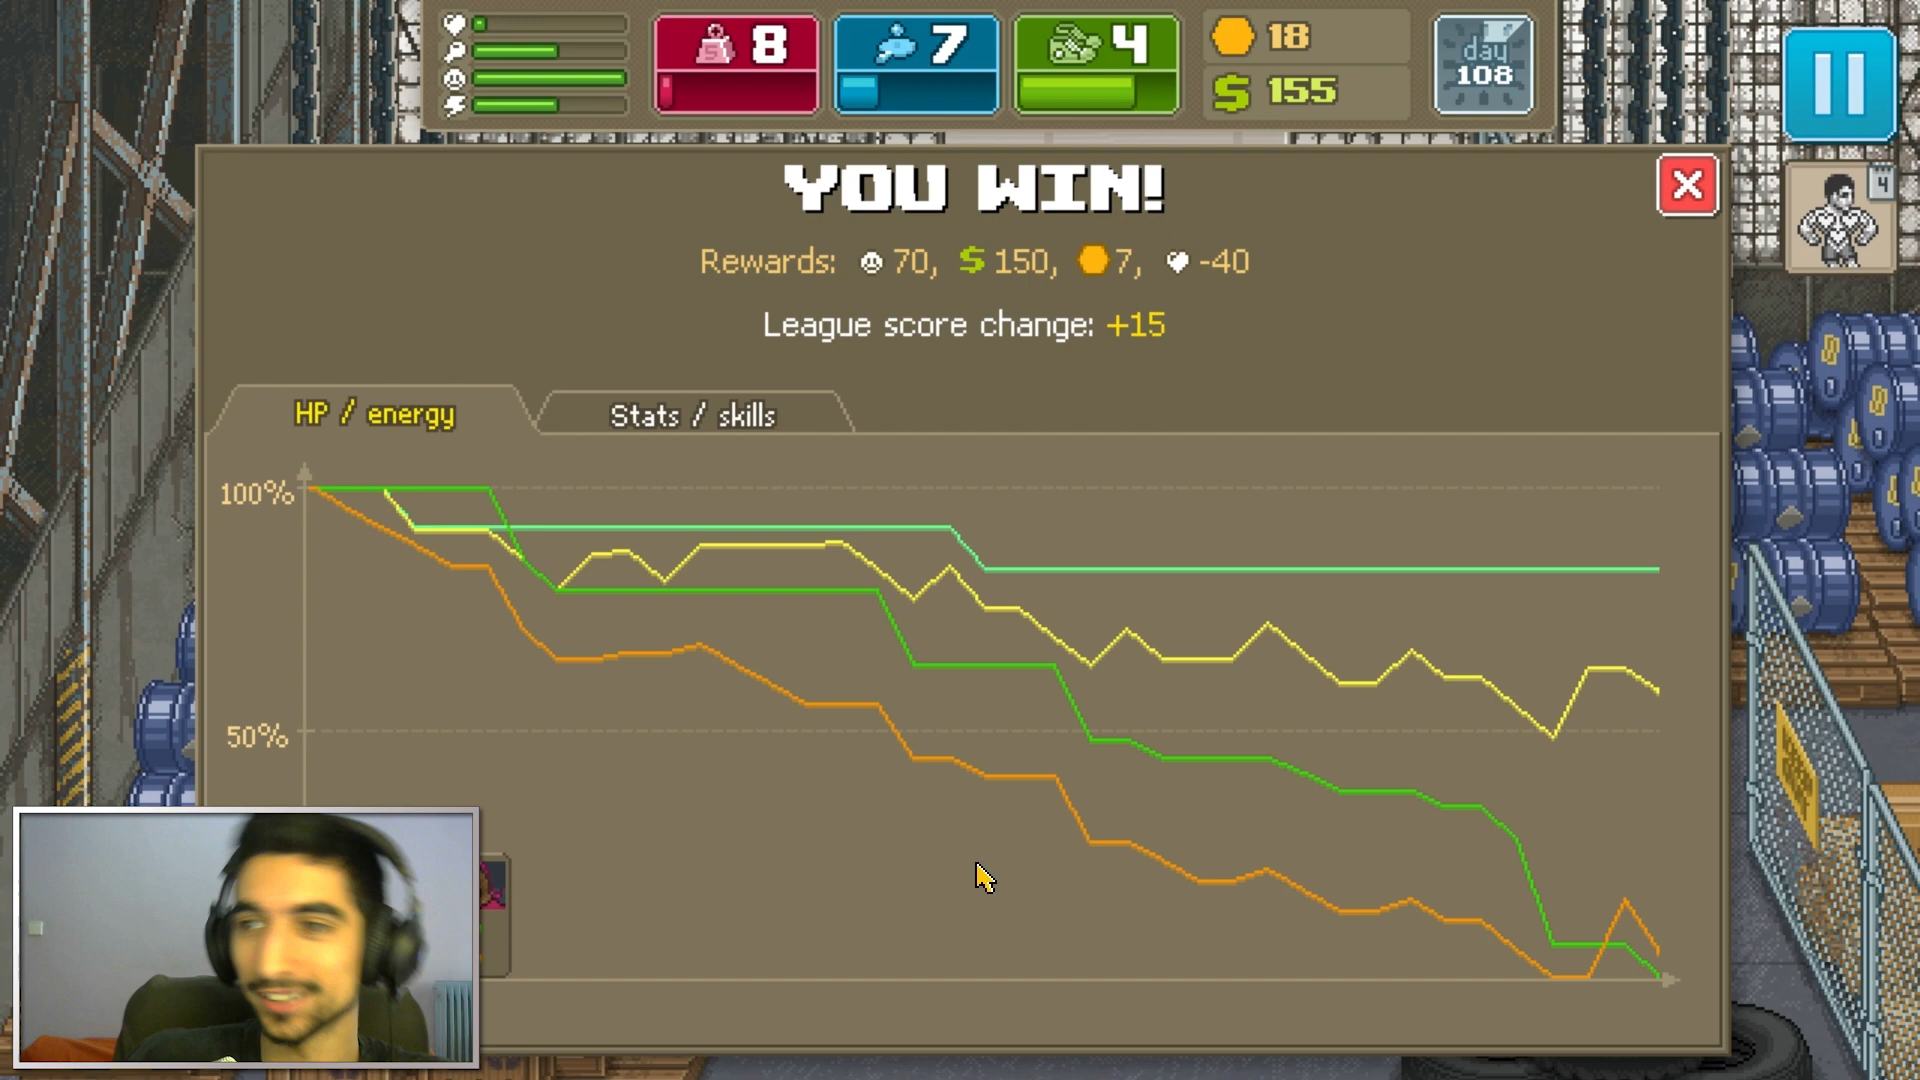 8
7
4
18
$ 155
day
108
4
YOU WIN!
Rewards: 70, $ 150, 7, -40
League score change: +15
HP / energy
Stats / skills
100%
50%